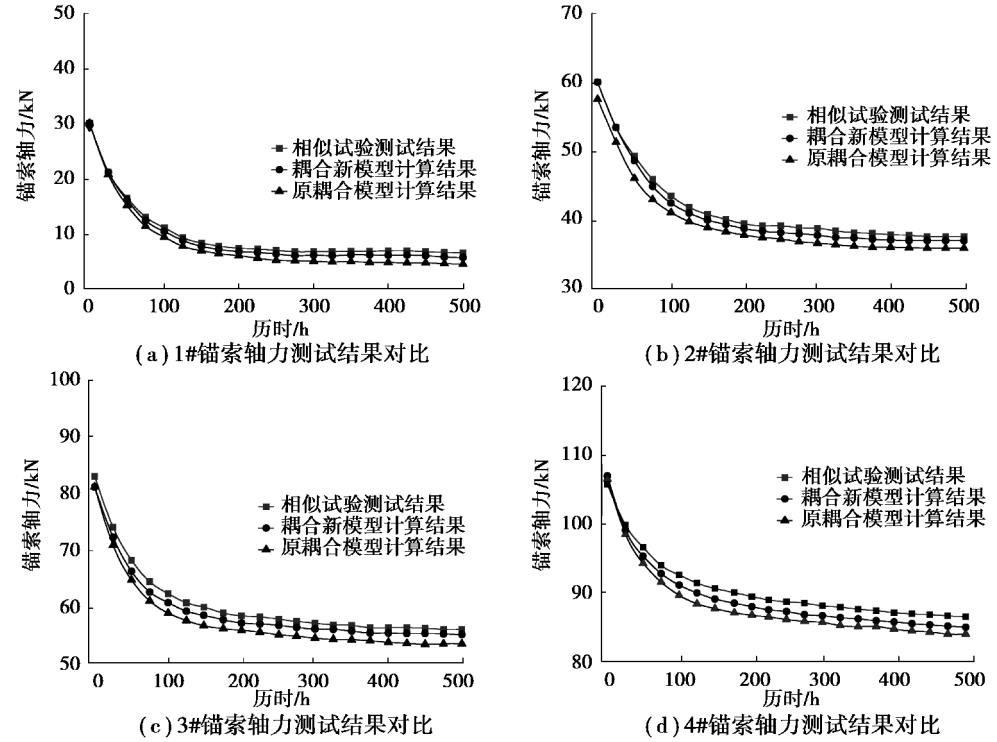 50
40
30
20
10
0
锚索轴力/kN
相似试验测试结果
耦合新模型计算结果
原耦合模型计算结果
0 100 200 300 400 500
历时/h
(a) 1#锚索轴力测试结果对比
70
60
50
40
30
锚索轴力/kN
相似试验测试结果
耦合新模型计算结果
原耦合模型计算结果
0 100 200 300 400 500
历时/h
(b) 2#锚索轴力测试结果对比
100
90
80
70
60
50
锚索轴力/kN
相似试验测试结果
耦合新模型计算结果
原耦合模型计算结果
0 100 200 300 400 500
历时/h
(c) 3#锚索轴力测试结果对比
120
110
100
90
80
锚索轴力/kN
相似试验测试结果
耦合新模型计算结果
原耦合模型计算结果
0 100 200 300 400 500
历时/h
(d) 4#锚索轴力测试结果对比